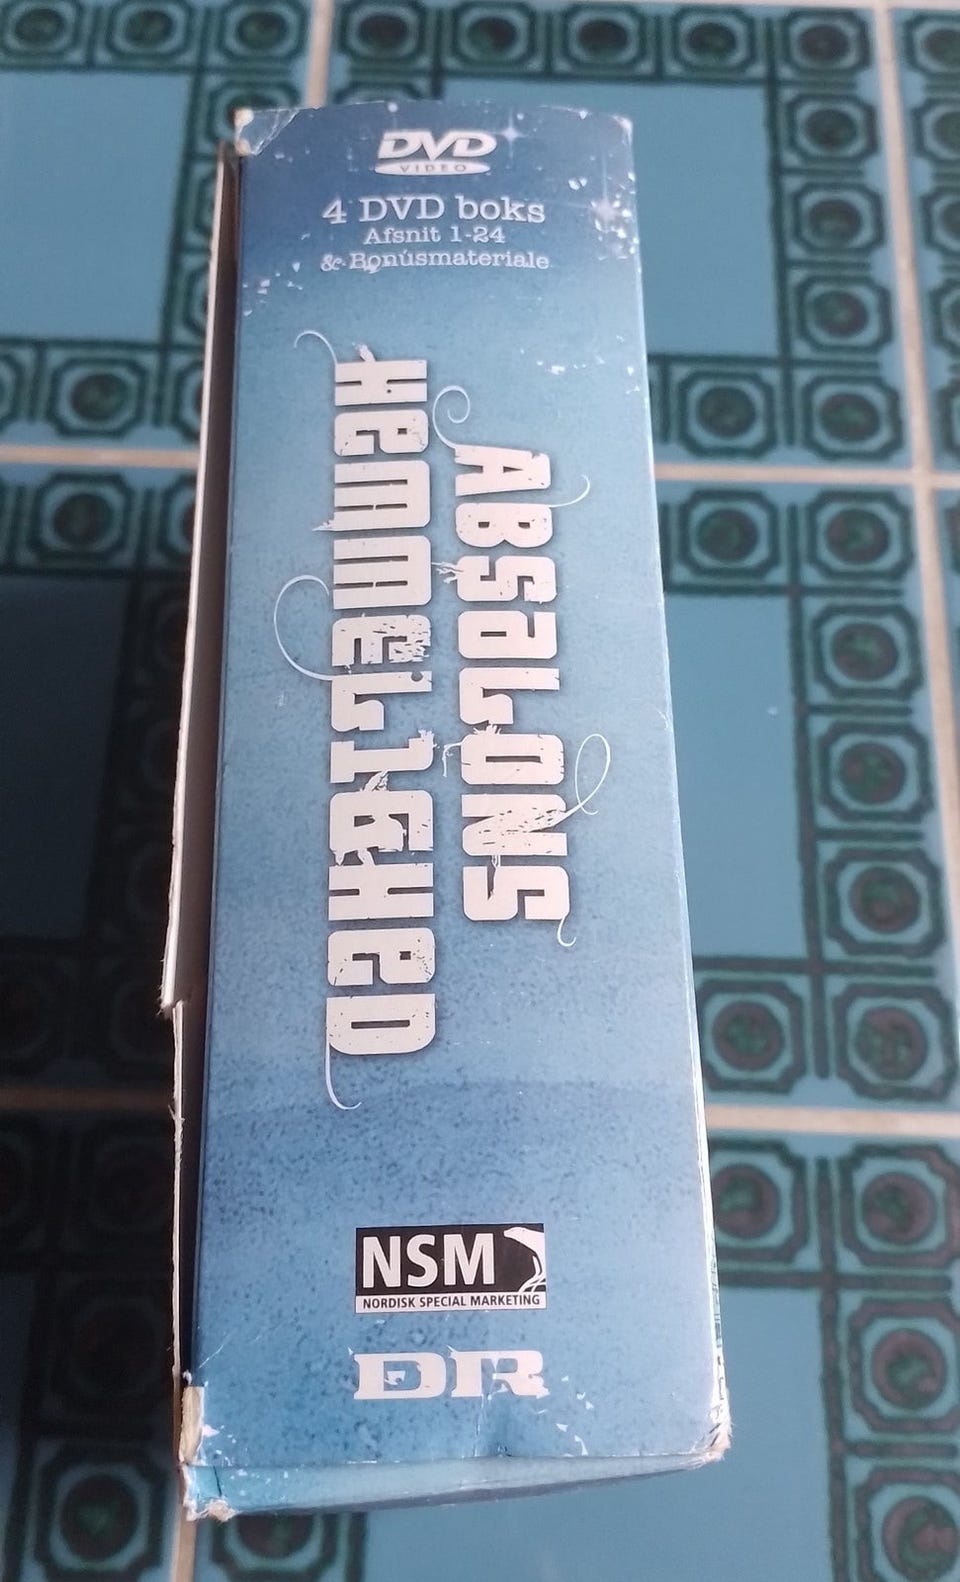 DVD
VIDEO
4 DVD boks
Afsnit 1-24
& Bonusmateriale
ABSALONS
HEMMELIGHED
NSM
NORDISK SPECIAL MARKETING
DR